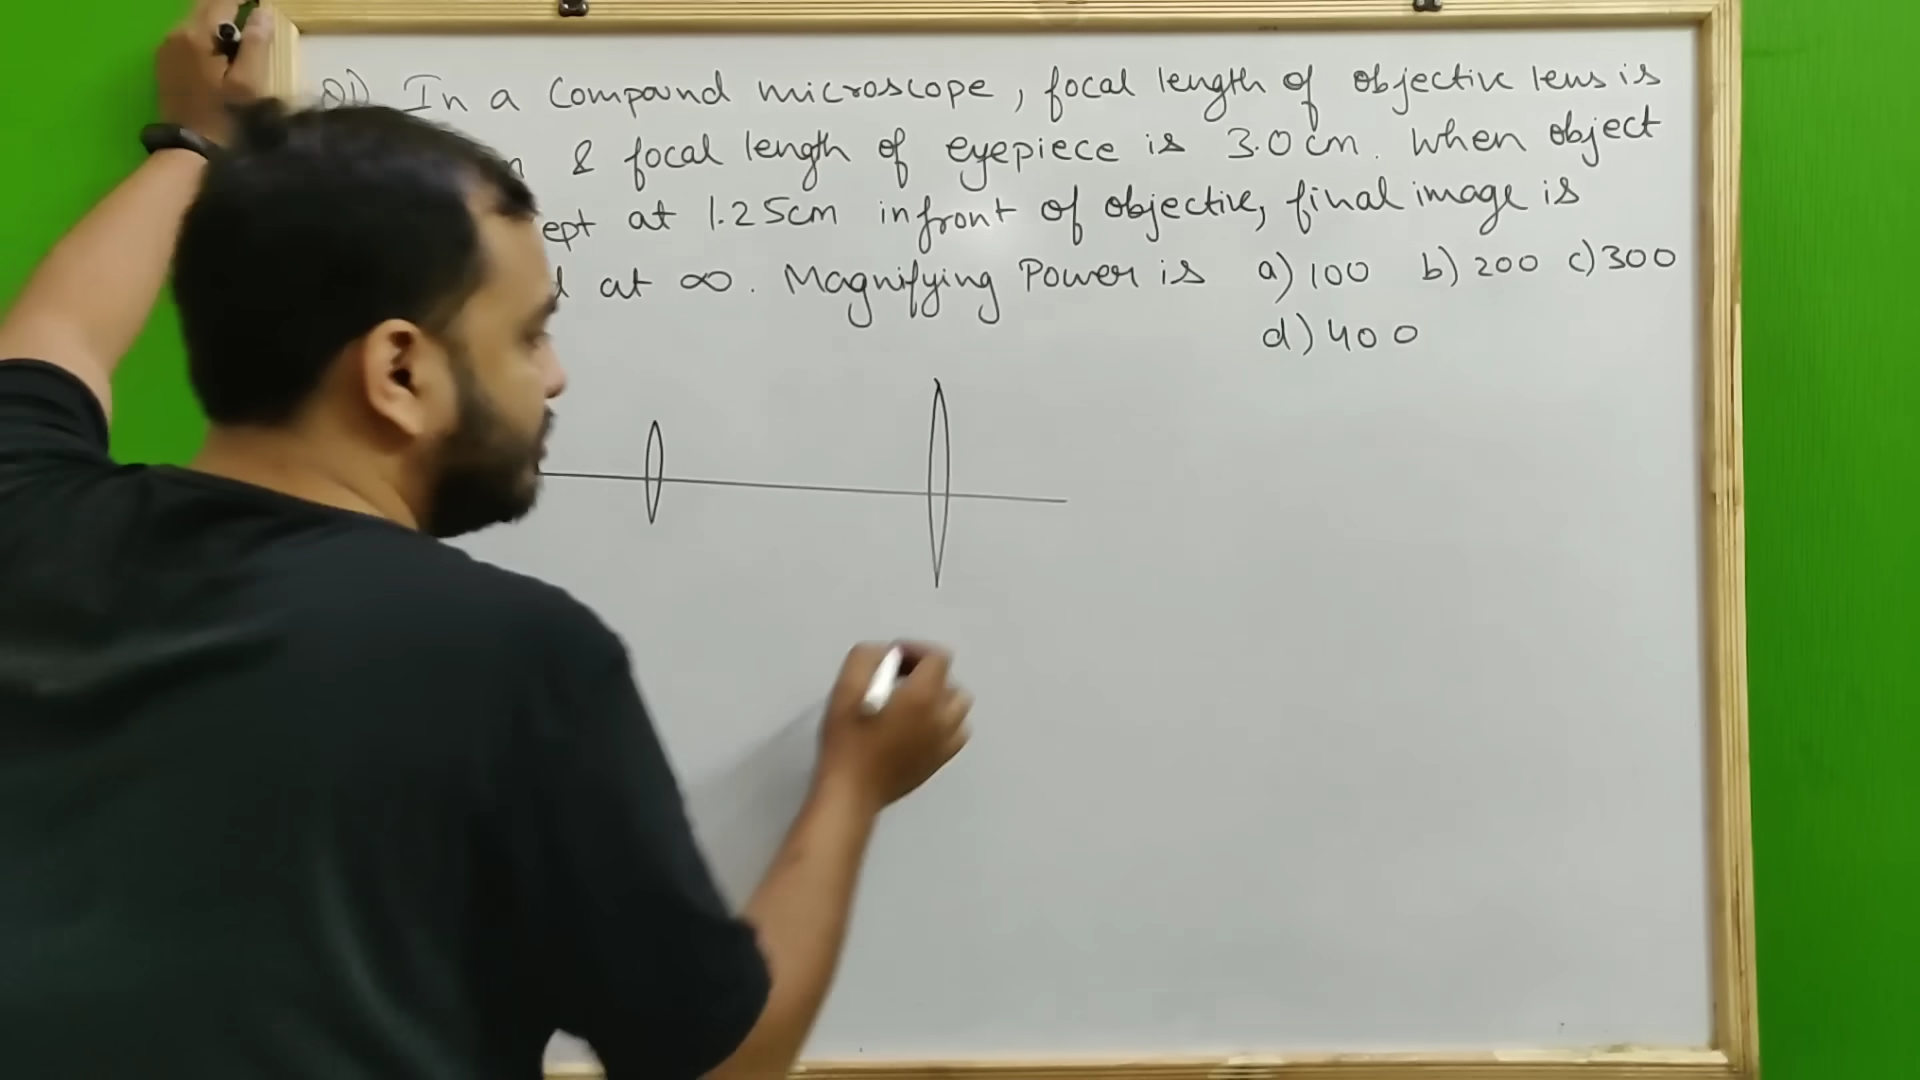 Q1) In a Compound microscope, focal length of objective lens is
& focal length of eyepiece is 3.0 cm. When object
at 1.25cm infront of objective, final image is
at ∞. Magnifying Power is a) 100 b) 200 c) 300
d) 400